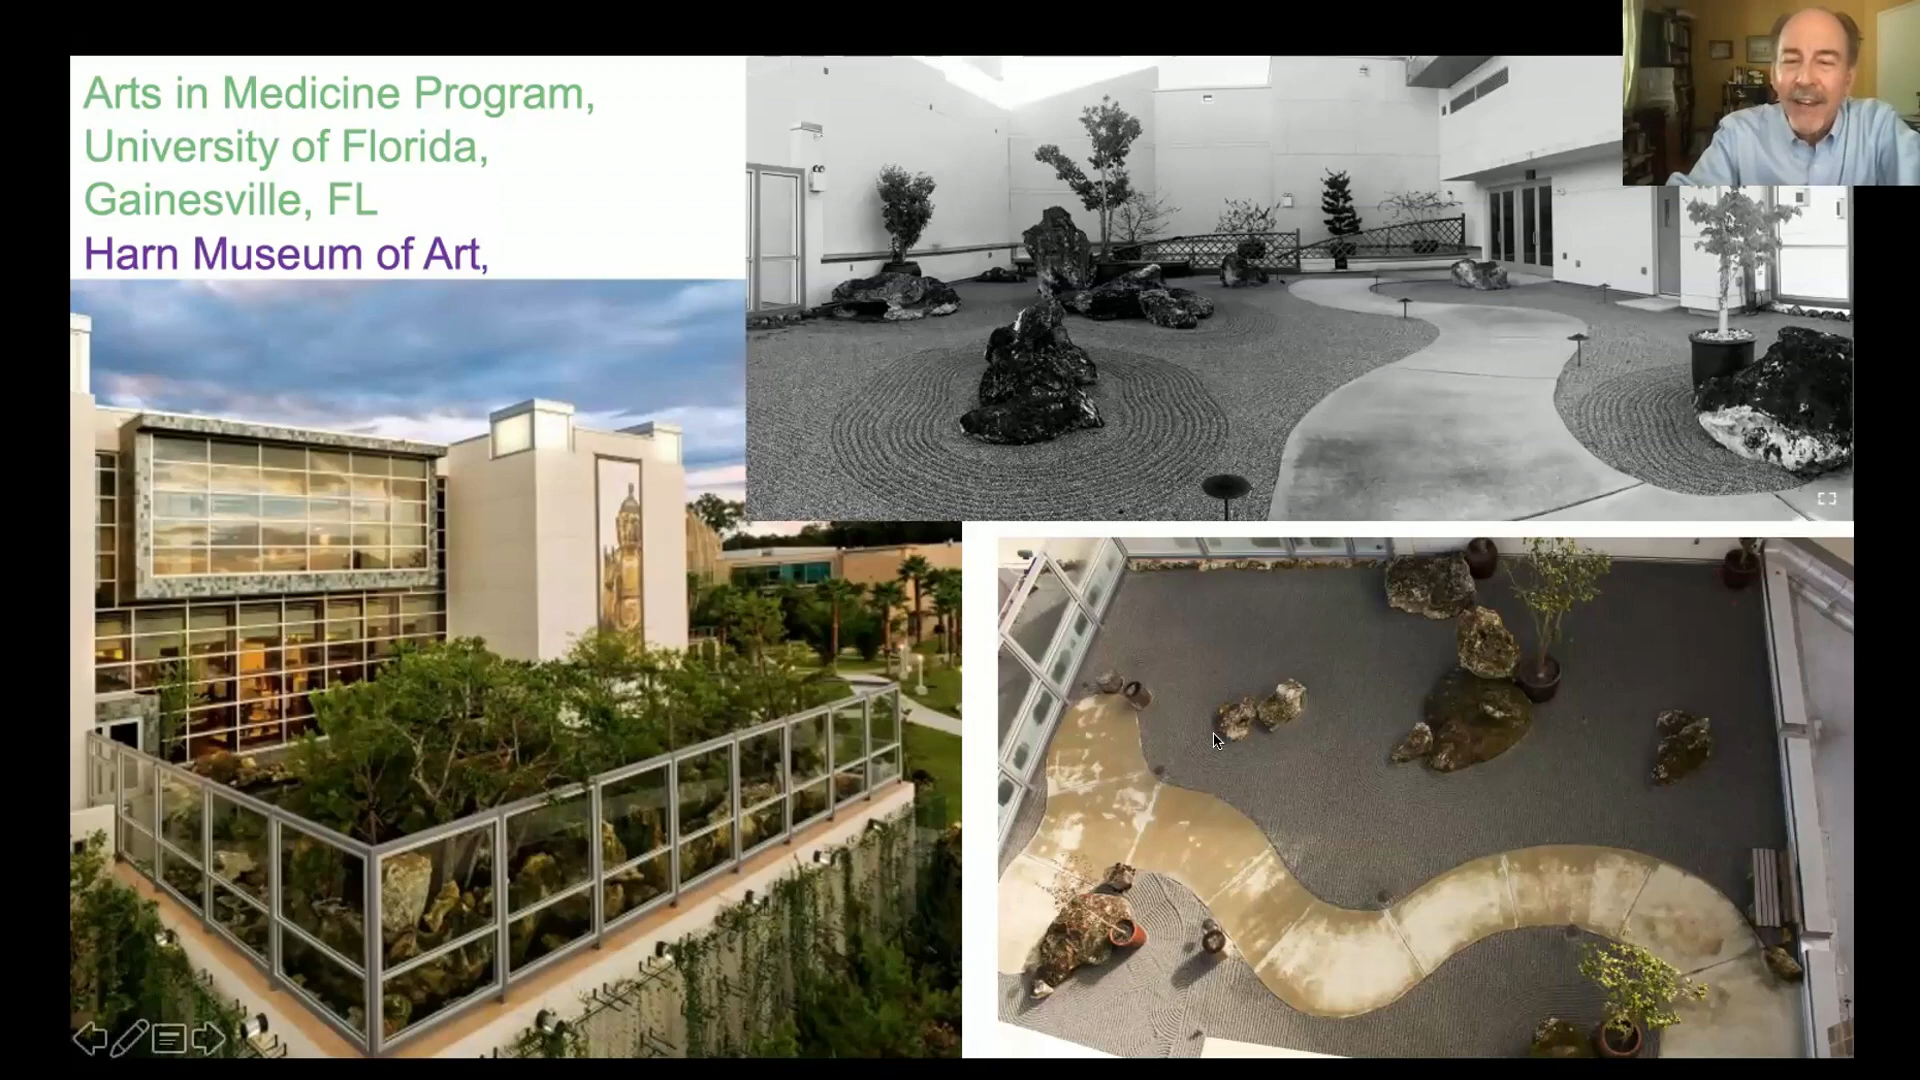 Arts in Medicine Program,
University of Florida,
Gainesville, FL
Harn Museum of Art,